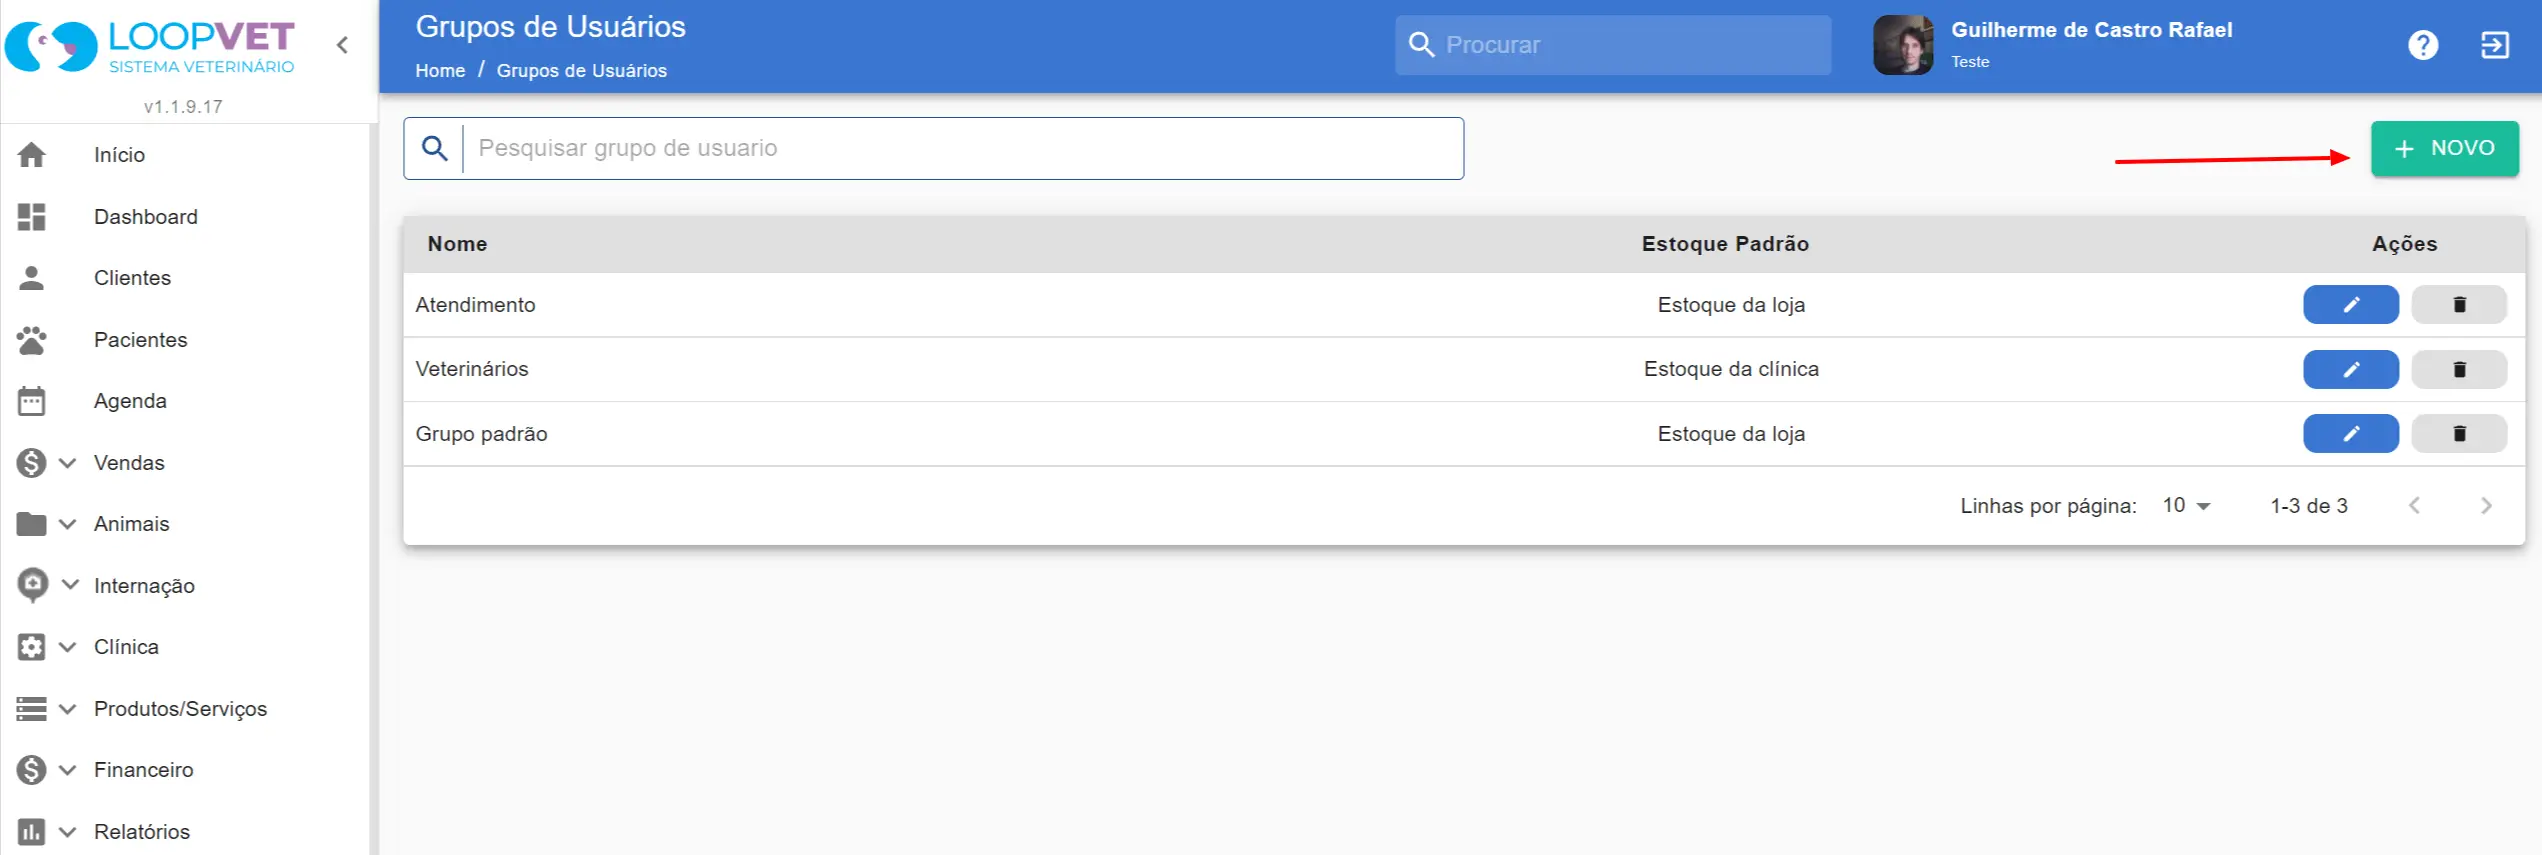 LOOPVET
SISTEMA VETERINÁRIO
v1.1.9.17
Início
Dashboard
Clientes
Pacientes
Agenda
Vendas
Animais
Internação
Clínica
Produtos/Serviços
Financeiro
Relatórios
Grupos de Usuários
Home / Grupos de Usuários
Procurar
Guilherme de Castro Rafael
Teste
Pesquisar grupo de usuario
+ NOVO
Nome Estoque Padrão Ações
Atendimento Estoque da loja
Veterinários Estoque da clínica
Grupo padrão Estoque da loja
Linhas por página: 10 1-3 de 3